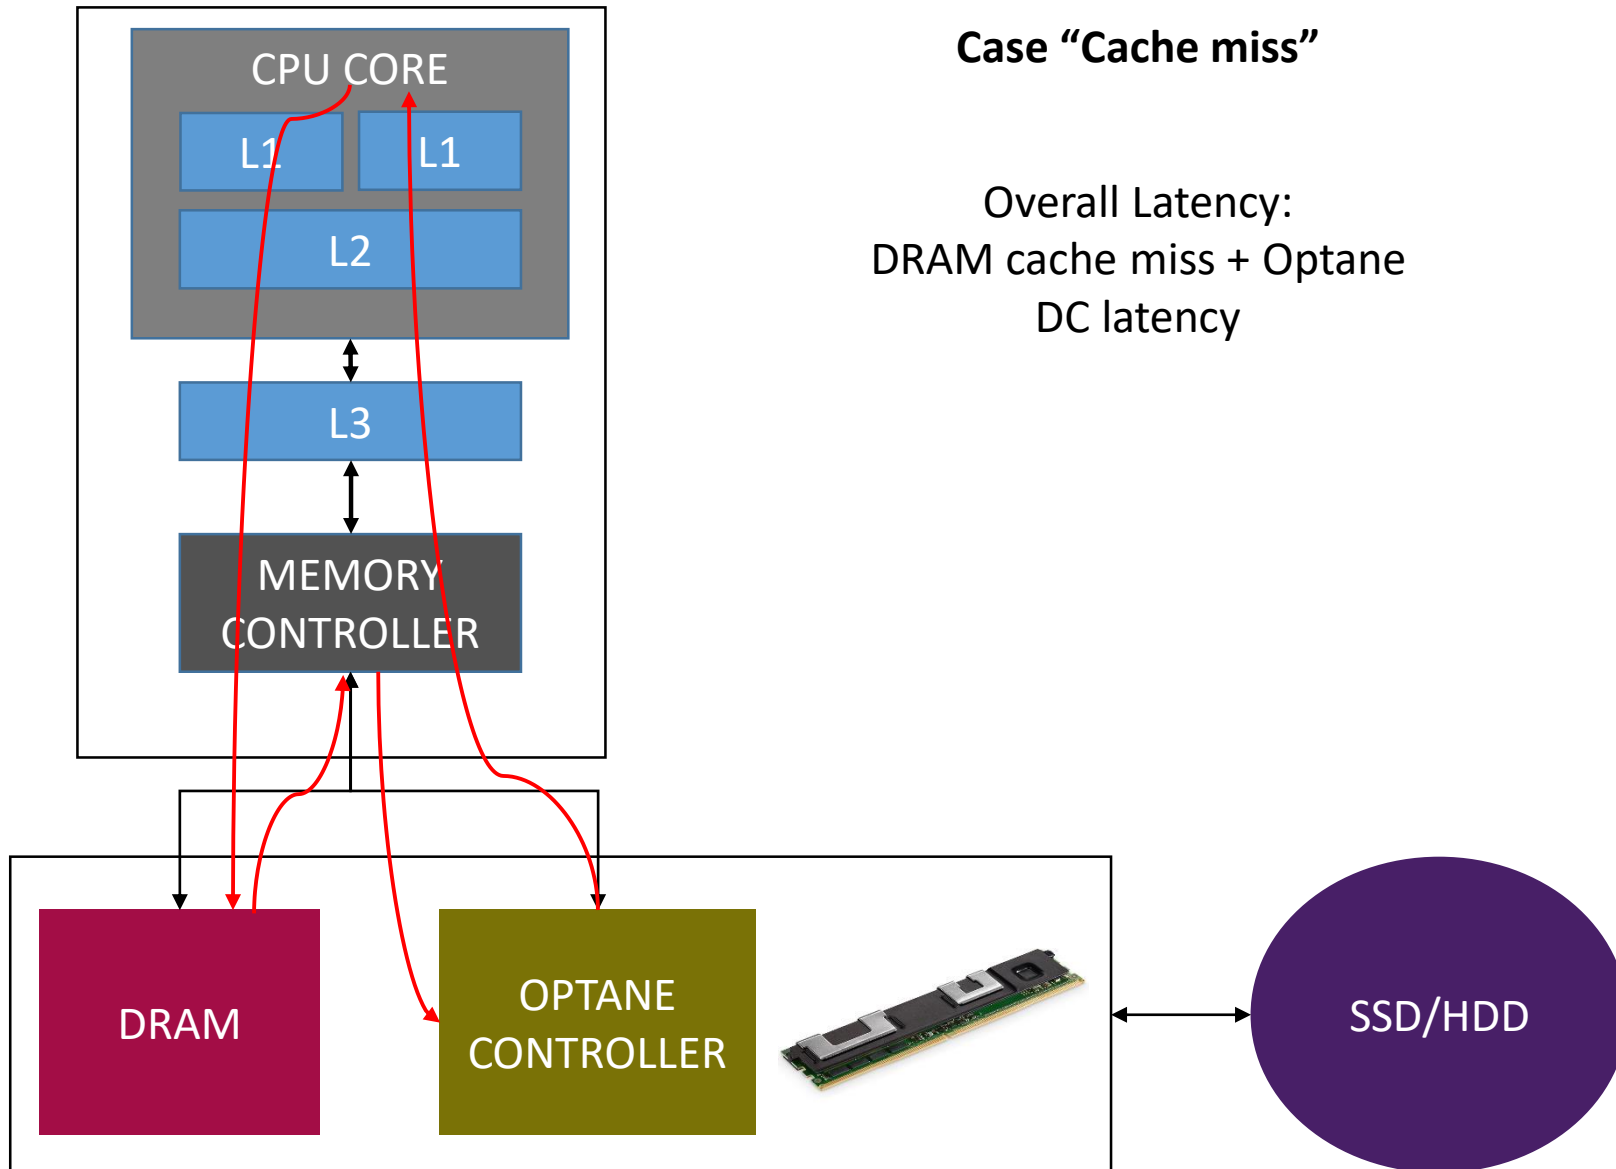 Case “Cache miss”
CPU CORE
L1
L1
L2
L3
MEMORY
CONTROLLER
Overall Latency:
DRAM cache miss + Optane
DC latency
DRAM
OPTANE
CONTROLLER
SSD/HDD